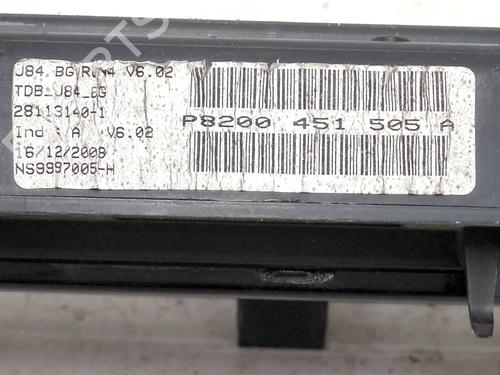 J84 BG R.N4 V6.02
TDB_J84_BG
28113140-1
Ind : A V6.02
16/12/2008
NS9997005-H
P8200 451 505 A